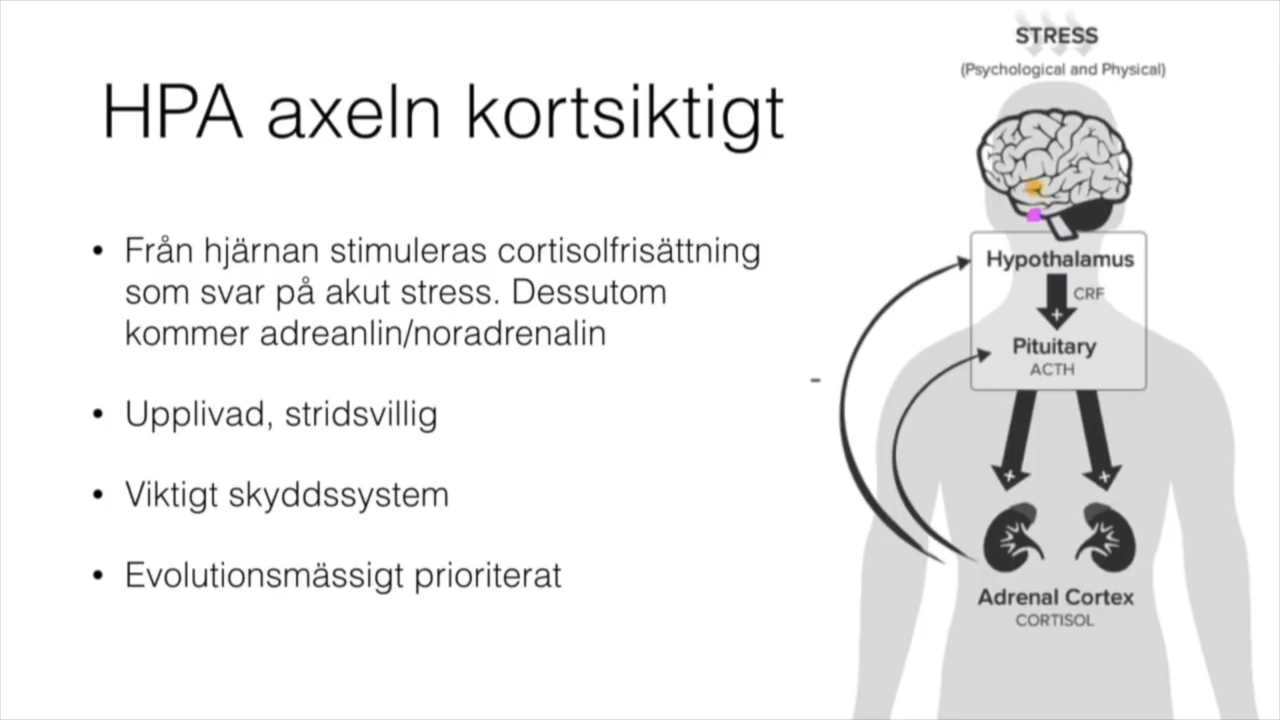 HPA axeln kortsiktigt
• Från hjärnan stimuleras cortisolfrisättning
som svar på akut stress. Dessutom
kommer adreanlin/noradrenalin
• Upplivad, stridsvillig
• Viktigt skyddssystem
• Evolutionsmässigt prioriterat
STRESS
(Psychological and Physical)
Hypothalamus
CRF
+
Pituitary
ACTH
-
+ +
Adrenal Cortex
CORTISOL